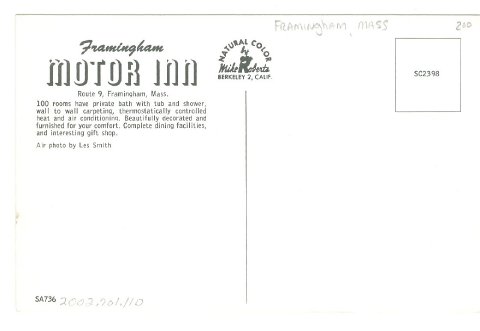 FRAMINGHAM, MASS
200
Framingham
MOTOR INN
Route 9, Framingham, Mass.
100 rooms have private bath with tub and shower,
wall to wall carpeting, thermostatically controlled
heat and air conditioning. Beautifully decorated and
furnished for your comfort. Complete dining facilities,
and interesting gift shop.
Air photo by Les Smith
NATURAL COLOR
by
Mike Roberts
BERKELEY 2, CALIF.
SC2398
SA736